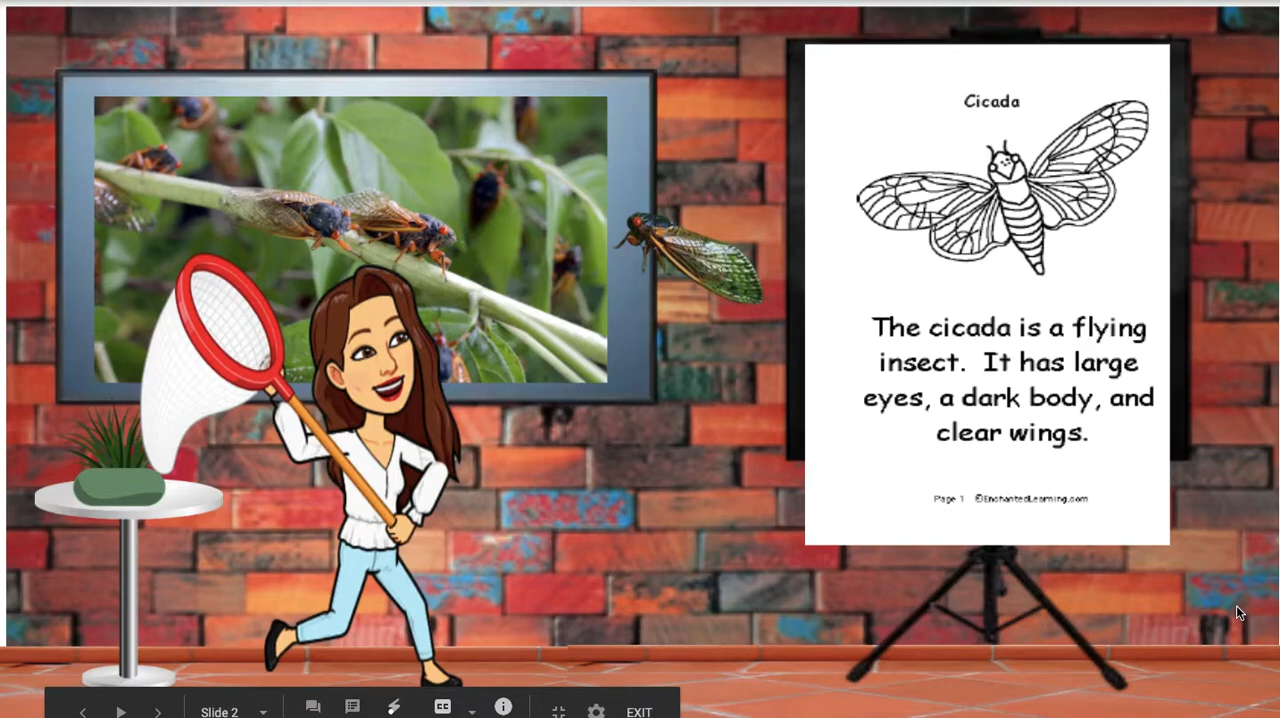 Cicada
The cicada is a flying
insect. It has large
eyes, a dark body, and
clear wings.
Page 1 ©EnchantedLearning.com
Slide 2
CC
EXIT